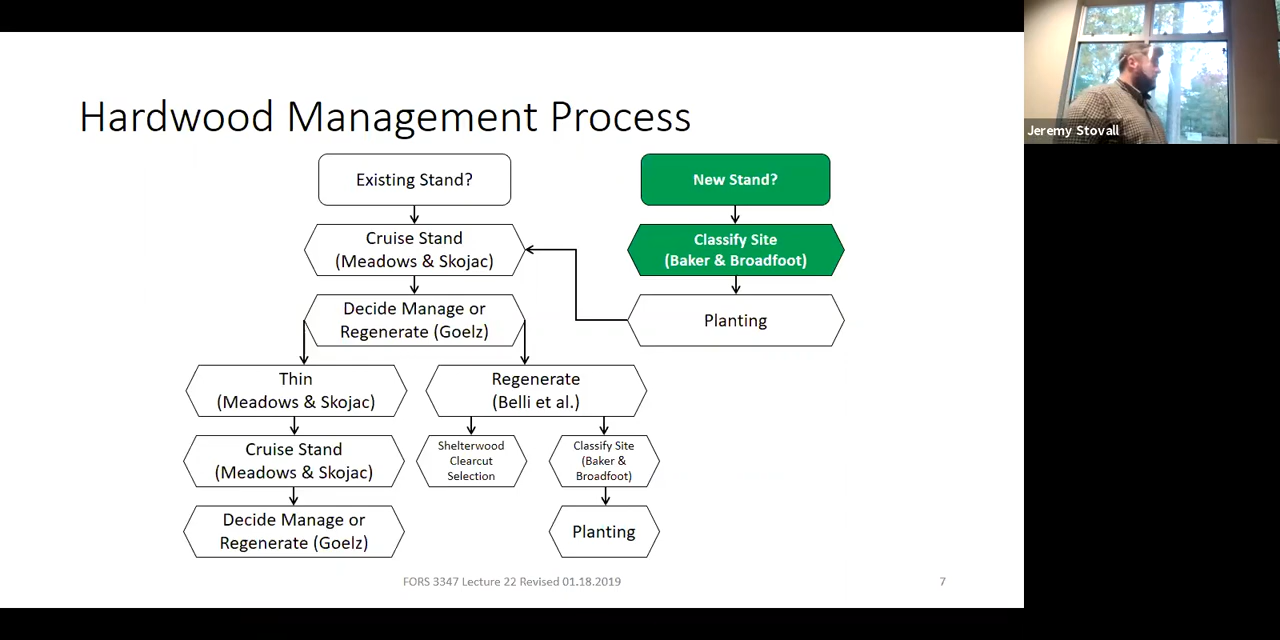 Hardwood Management Process
Existing Stand?
New Stand?
Cruise Stand
(Meadows & Skojac)
Classify Site
(Baker & Broadfoot)
Decide Manage or
Regenerate (Goelz)
Planting
Thin
(Meadows & Skojac)
Regenerate
(Belli et al.)
Cruise Stand
(Meadows & Skojac)
Shelterwood
Clearcut
Selection
Classify Site
(Baker &
Broadfoot)
Decide Manage or
Regenerate (Goelz)
Planting
FORS 3347 Lecture 22 Revised 01.18.2019
7
Jeremy Stovall